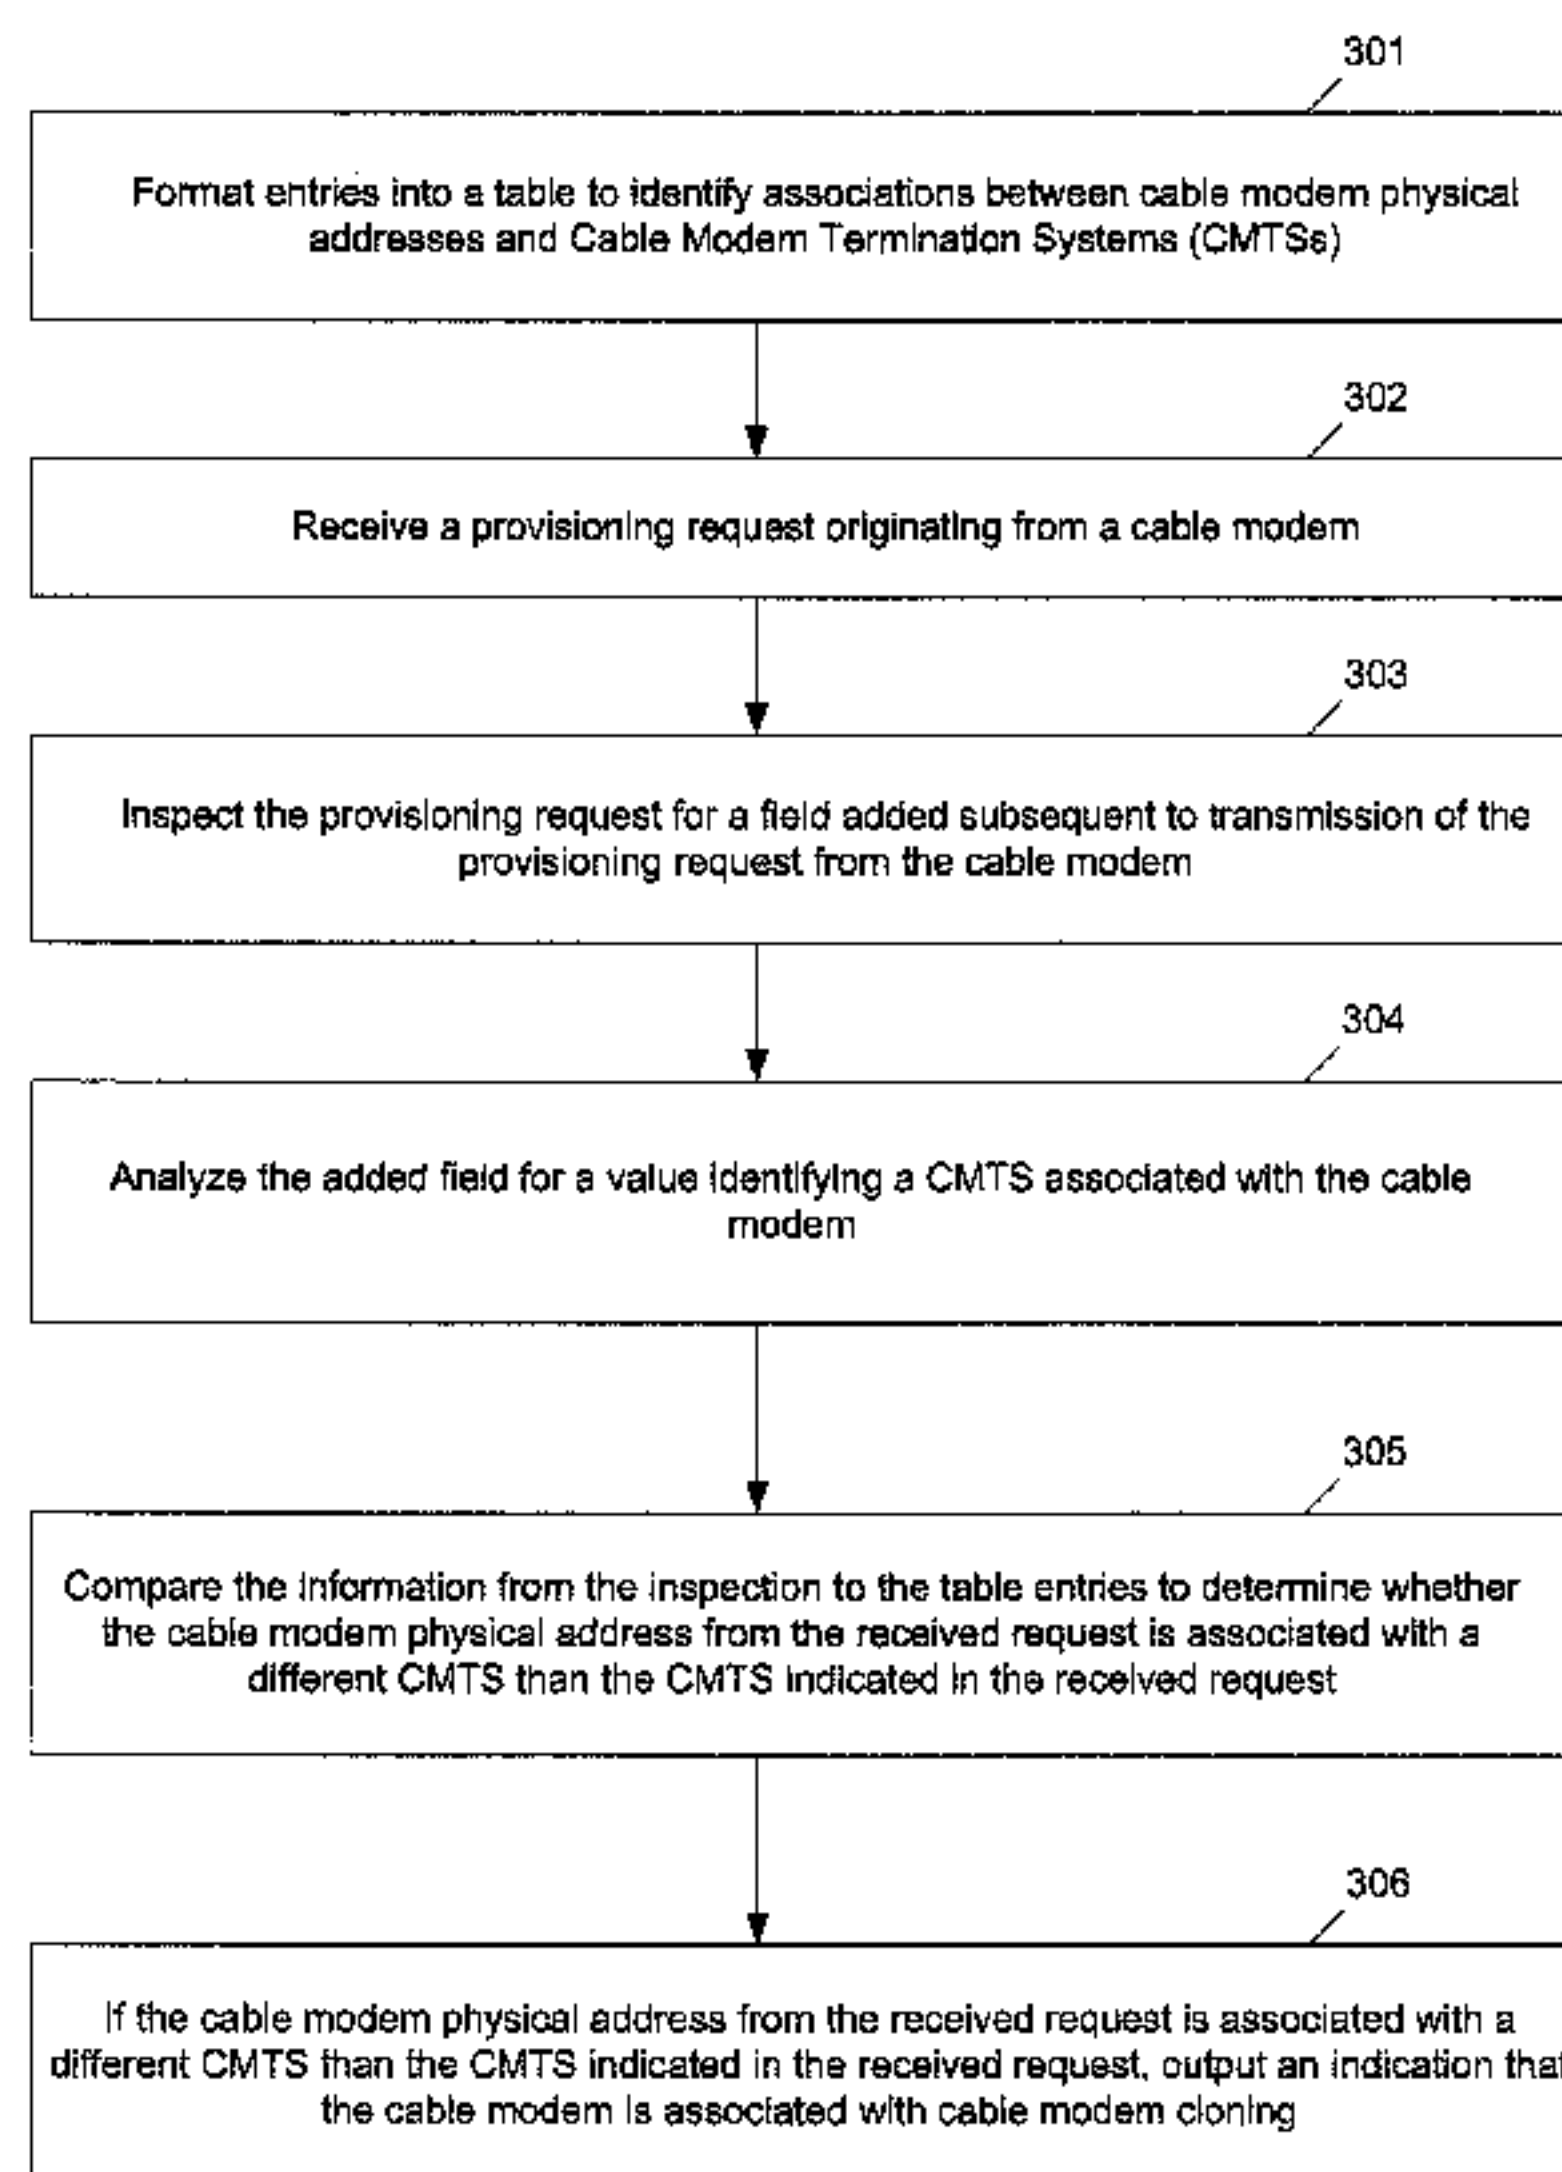 301
Format entries into a table to identify associations between cable modem physical
addresses and Cable Modem Termination Systems (CMTSs)
302
Receive a provisioning request originating from a cable modem
303
Inspect the provisioning request for a field added subsequent to transmission of the
provisioning request from the cable modem
304
Analyze the added field for a value identifying a CMTS associated with the cable
modem
305
Compare the information from the inspection to the table entries to determine whether
the cable modem physical address from the received request is associated with a
different CMTS than the CMTS indicated in the received request
306
If the cable modem physical address from the received request is associated with a
different CMTS than the CMTS indicated in the received request, output an indication that
the cable modem is associated with cable modem cloning